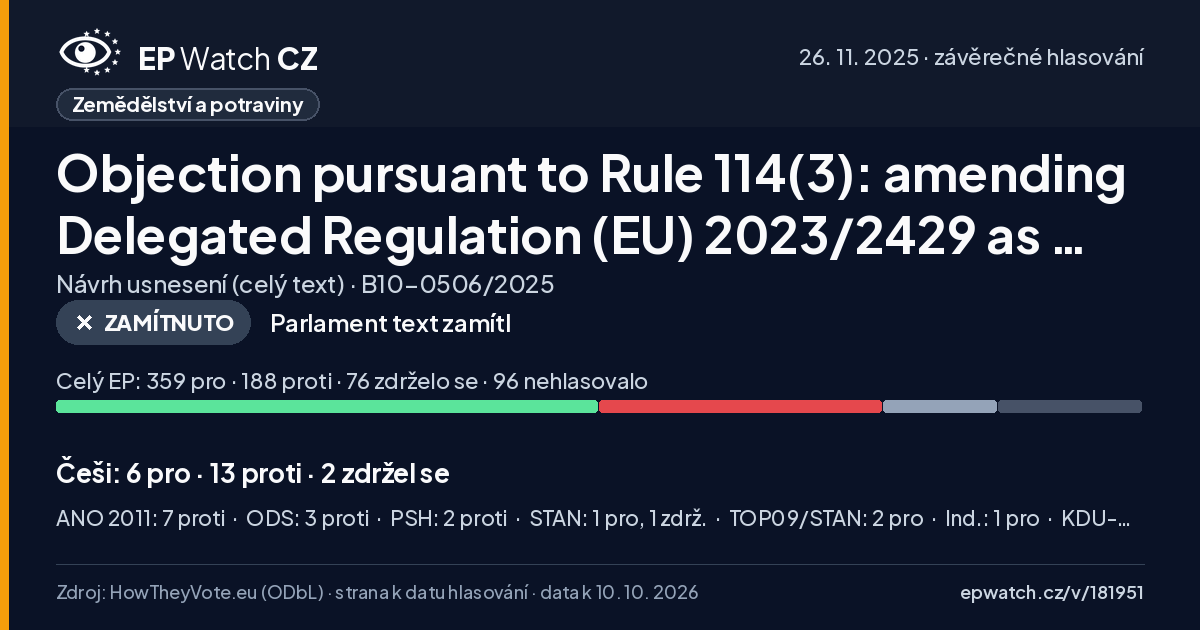 EP Watch CZ
26. 11. 2025 · závěrečné hlasování
Zemědělství a potraviny
Objection pursuant to Rule 114(3): amending
Delegated Regulation (EU) 2023/2429 as …
Návrh usnesení (celý text) · B10-0506/2025
× ZAMÍTNUTO Parlament text zamítl
Celý EP: 359 pro · 188 proti · 76 zdrželo se · 96 nehlasovalo
Češi: 6 pro · 13 proti · 2 zdržel se
ANO 2011: 7 proti · ODS: 3 proti · PSH: 2 proti · STAN: 1 pro, 1 zdrž. · TOP09/STAN: 2 pro · Ind.: 1 pro · KDU-…
Zdroj: HowTheyVote.eu (ODbL) · strana k datu hlasování · data k 10. 10. 2026
epwatch.cz/v/181951